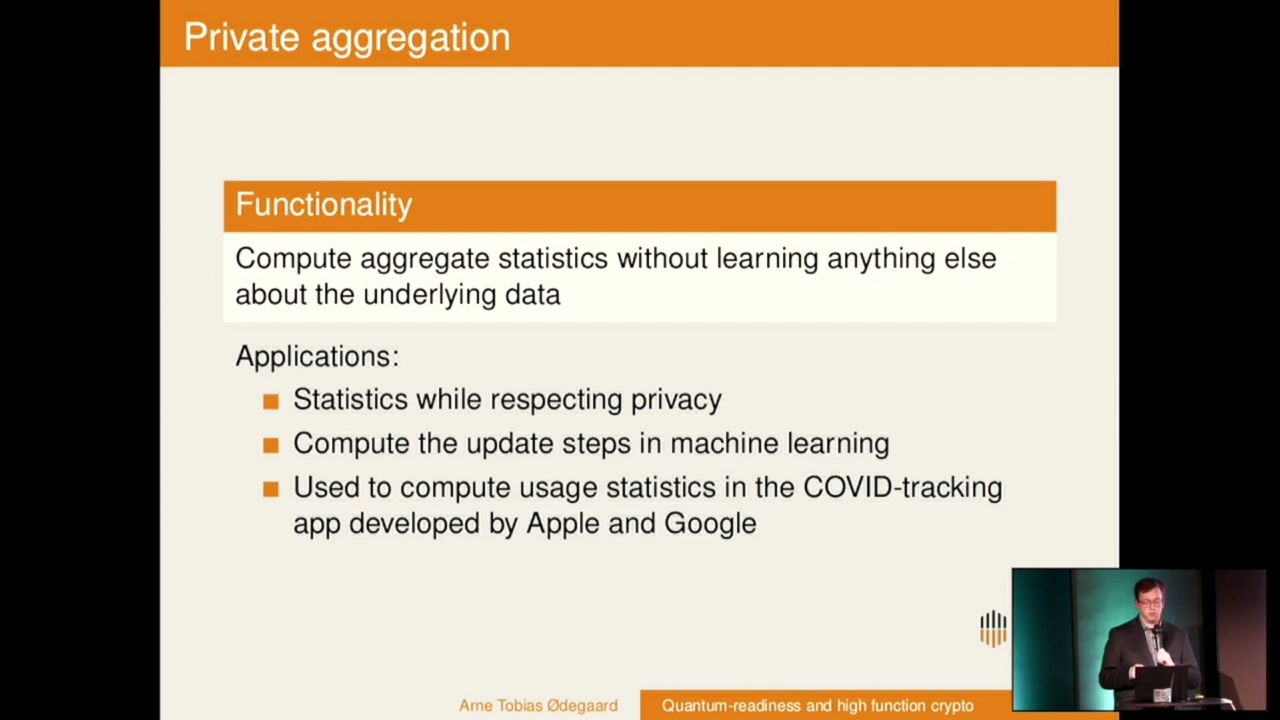 Private aggregation
Functionality
Compute aggregate statistics without learning anything else
about the underlying data
Applications:
Statistics while respecting privacy
Compute the update steps in machine learning
Used to compute usage statistics in the COVID-tracking
app developed by Apple and Google
Arne Tobias Ødegaard
Quantum-readiness and high function crypto